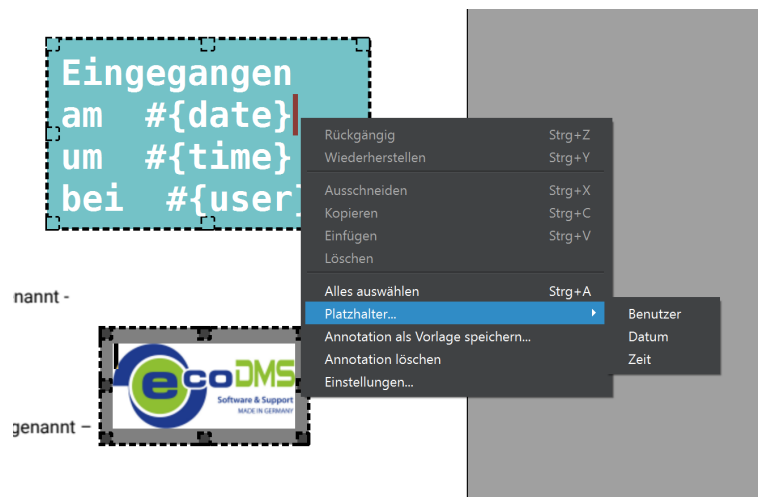 Eingegangen
am #{date}
um #{time}
bei #{user}
Rückgängig Strg+Z
Wiederherstellen Strg+Y
Ausschneiden Strg+X
Kopieren Strg+C
Einfügen Strg+V
Löschen
Alles auswählen Strg+A
Platzhalter...
Annotation als Vorlage speichern...
Annotation löschen
Einstellungen...
Benutzer
Datum
Zeit
nannt -
ecoDMS
Software & Support
MADE IN GERMANY
genannt –